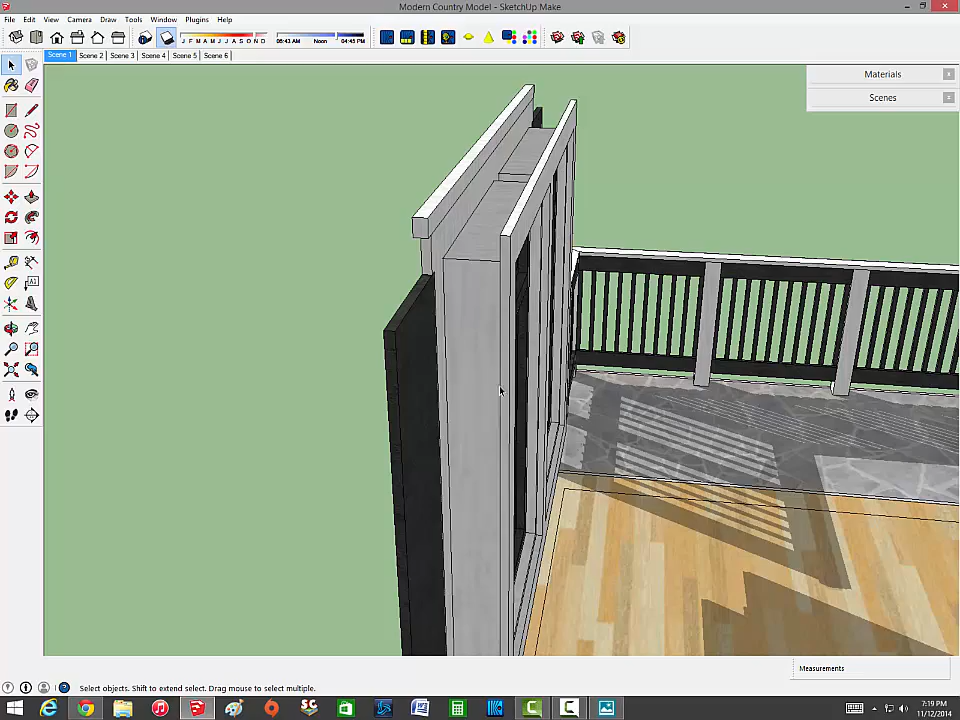 Modern Country Model - SketchUp Make
File Edit View Camera Draw Tools Window Plugins Help
J F M A M J J A S O N D
06:43 AM Noon 04:45 PM
Scene 1 Scene 2 Scene 3 Scene 4 Scene 5 Scene 6
Materials
Scenes
A1
Measurements
Select objects. Shift to extend select. Drag mouse to select multiple.
SC
7:19 PM
11/12/2014